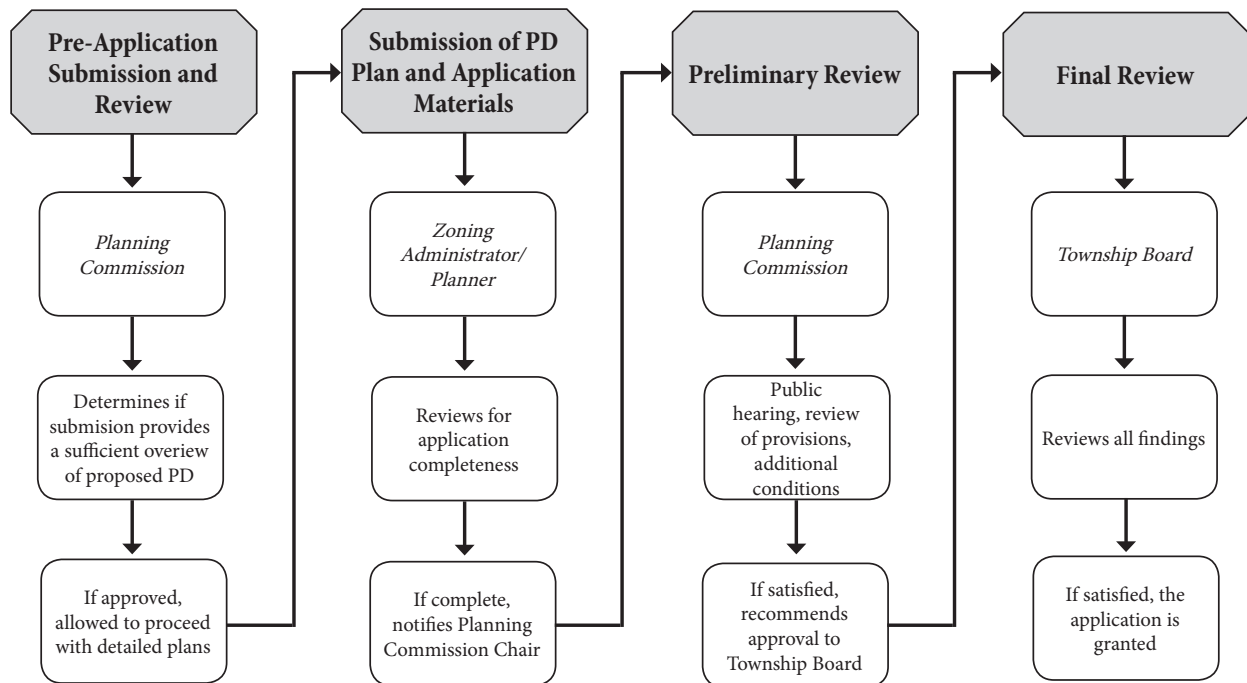 Pre-Application
Submission and
Review
Planning
Commission
Determines if
submision provides
a sufficient overiew
of proposed PD
If approved,
allowed to proceed
with detailed plans
Submission of PD
Plan and Application
Materials
Zoning
Administrator/
Planner
Reviews for
application
completeness
If complete,
notifies Planning
Commission Chair
Preliminary Review
Planning
Commission
Public
hearing, review
of provisions,
additional
conditions
If satisfied,
recommends
approval to
Township Board
Final Review
Township Board
Reviews all findings
If satisfied, the
application is
granted